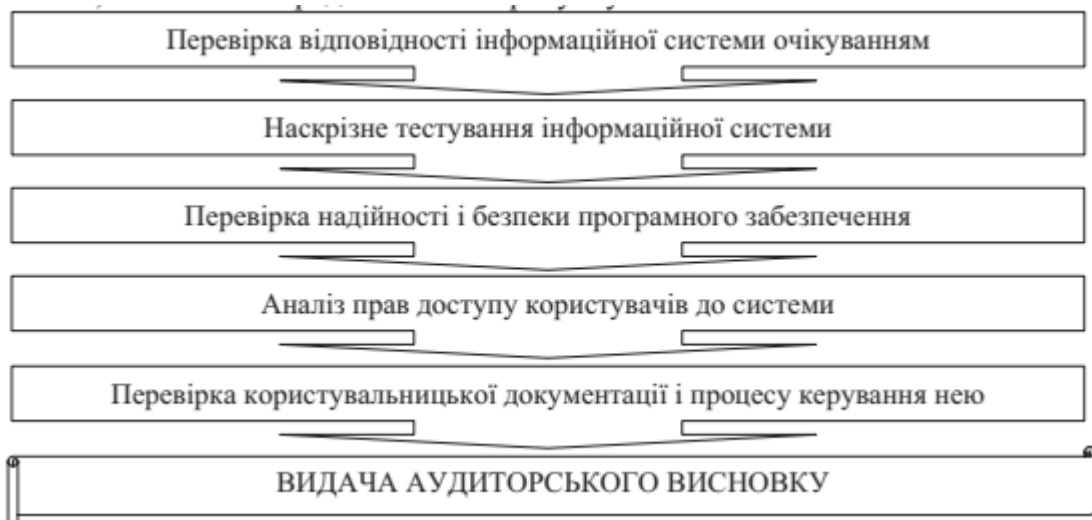 Перевірка відповідності інформаційної системи очікуванням
Наскрізне тестування інформаційної системи
Перевірка надійності і безпеки програмного забезпечення
Аналіз прав доступу користувачів до системи
Перевірка користувальницької документації і процесу керування нею
ВИДАЧА АУДИТОРСЬКОГО ВИСНОВКУ